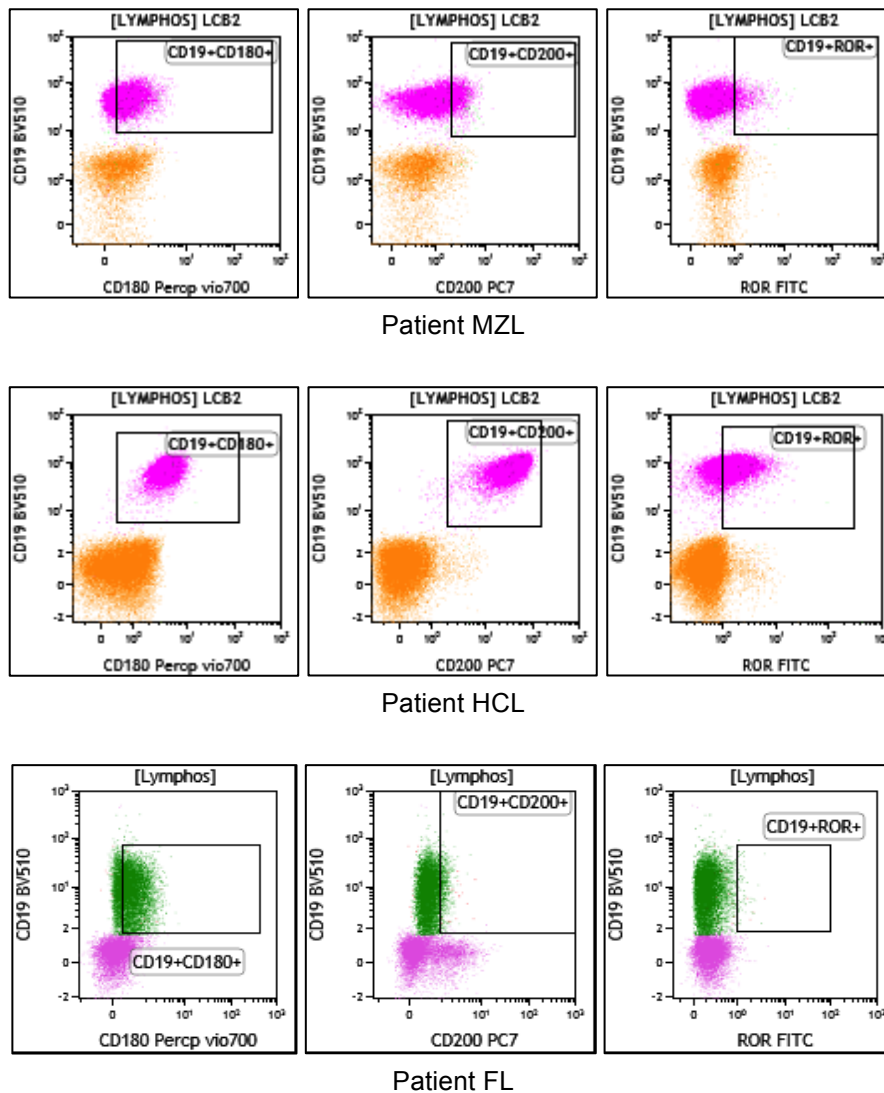 [LYMPHOS] LCB2 [LYMPHOS] LCB2 [LYMPHOS] LCB2
CD19+CD180+ CD19+CD200+ CD19+ROR+
CD19 BV510 CD19 BV510 CD19 BV510
CD180 Percp vio700 CD200 PC7 ROR FITC
Patient MZL
[LYMPHOS] LCB2 [LYMPHOS] LCB2 [LYMPHOS] LCB2
CD19+CD180+ CD19+CD200+ CD19+ROR+
CD19 BV510 CD19 BV510 CD19 BV510
CD180 Percp vio700 CD200 PC7 ROR FITC
Patient HCL
[Lymphos] [Lymphos] [Lymphos]
CD19+CD180+ CD19+CD200+ CD19+ROR+
CD19 BV510 CD19 BV510 CD19 BV510
CD180 Percp vio700 CD200 PC7 ROR FITC
Patient FL